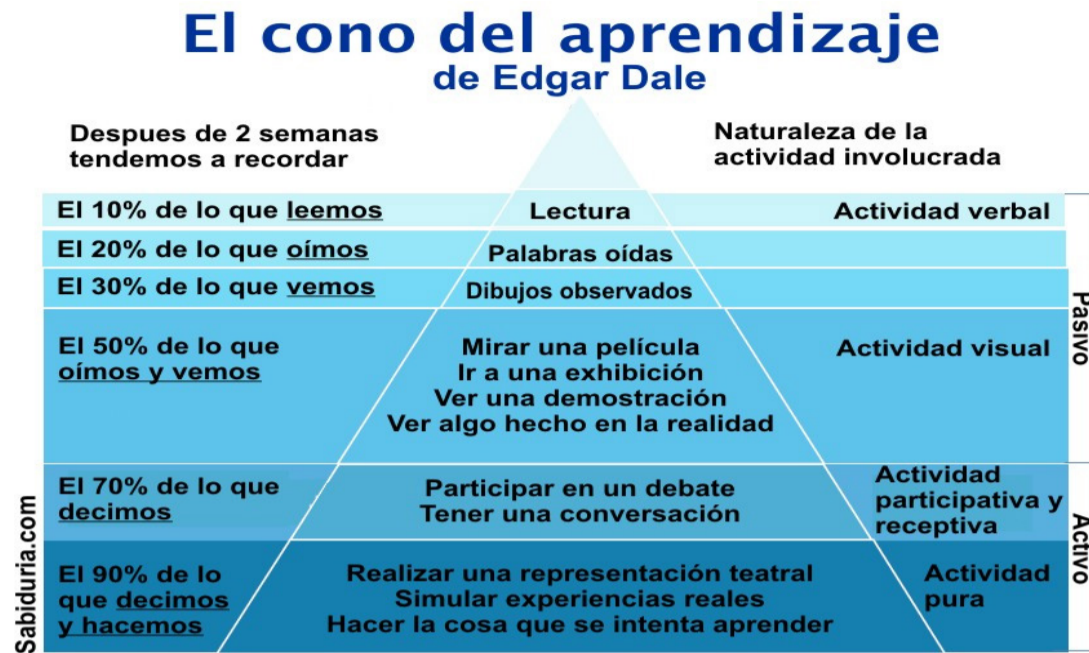 El cono del aprendizaje
de Edgar Dale
Despues de 2 semanas
tendemos a recordar
Naturaleza de la
actividad involucrada
El 10% de lo que leemos
Lectura
Actividad verbal
El 20% de lo que oímos
Palabras oídas
El 30% de lo que vemos
Dibujos observados
El 50% de lo que
oímos y vemos
Mirar una película
Ir a una exhibición
Ver una demostración
Ver algo hecho en la realidad
Actividad visual
Pasivo
El 70% de lo que
decimos
Participar en un debate
Tener una conversación
Actividad
participativa y
receptiva
El 90% de lo
que decimos
y hacemos
Realizar una representación teatral
Simular experiencias reales
Hacer la cosa que se intenta aprender
Actividad
pura
Activo
Sabiduria.com